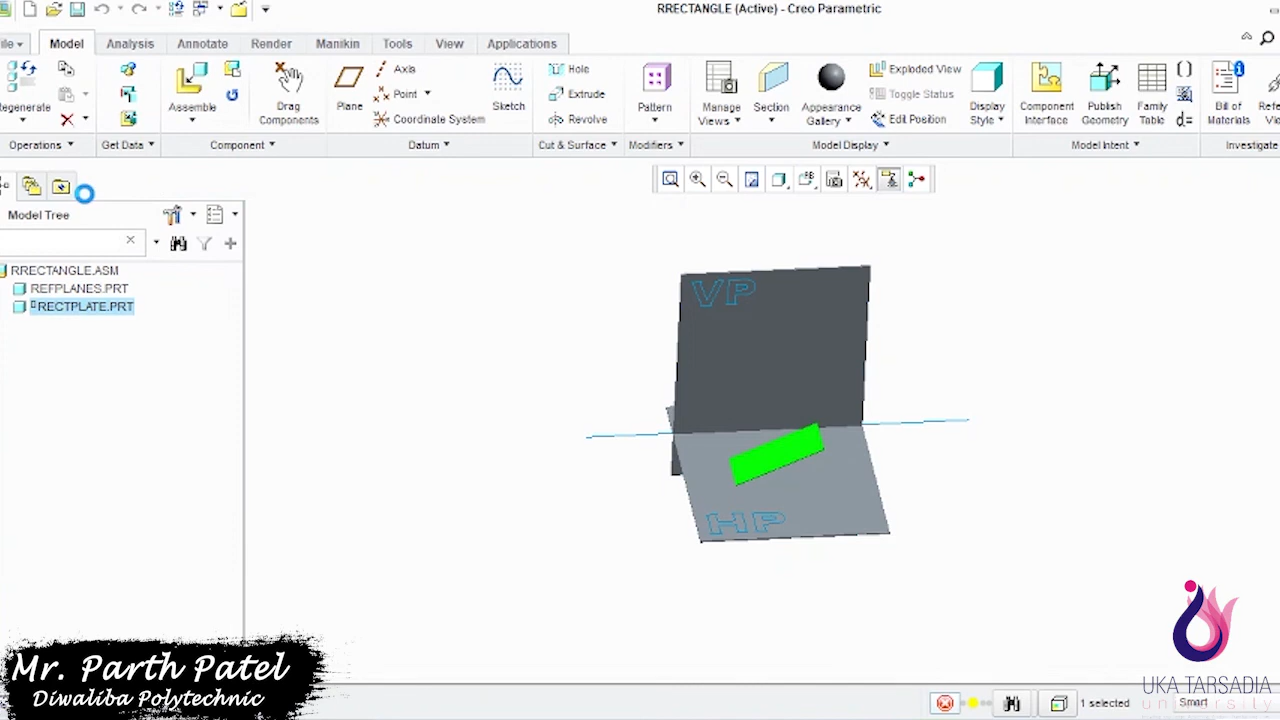 RRECTANGLE (Active) - Creo Parametric
ile
Model
Analysis
Annotate
Render
Manikin
Tools
View
Applications
egenerate
Assemble
Drag
Components
Plane
Axis
Point
Coordinate System
Sketch
Hole
Extrude
Revolve
Pattern
Manage
Views
Section
Appearance
Gallery
Exploded View
Toggle Status
Edit Position
Display
Style
Component
Interface
Publish
Geometry
Family
Table
d=
Bill of
Materials
Operations
Get Data
Component
Datum
Cut & Surface
Modifiers
Model Display
Model Intent
Investigate
Model Tree
RRECTANGLE.ASM
REFPLANES.PRT
RECTPLATE.PRT
VP
HP
Mr. Parth Patel
Diwaliba Polytechnic
UKA TARSADIA
university
1 selected
Smart